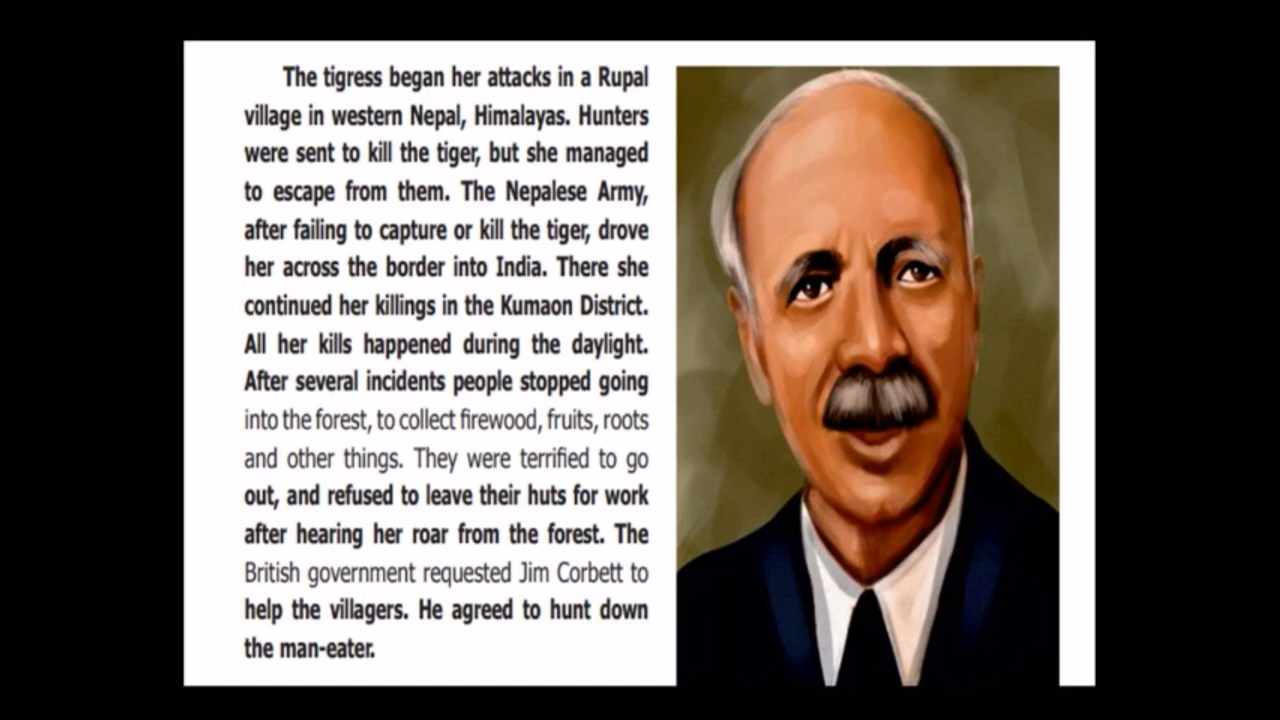 The tigress began her attacks in a Rupal
village in western Nepal, Himalayas. Hunters
were sent to kill the tiger, but she managed
to escape from them. The Nepalese Army,
after failing to capture or kill the tiger, drove
her across the border into India. There she
continued her killings in the Kumaon District.
All her kills happened during the daylight.
After several incidents people stopped going
into the forest, to collect firewood, fruits, roots
and other things. They were terrified to go
out, and refused to leave their huts for work
after hearing her roar from the forest. The
British government requested Jim Corbett to
help the villagers. He agreed to hunt down
the man-eater.